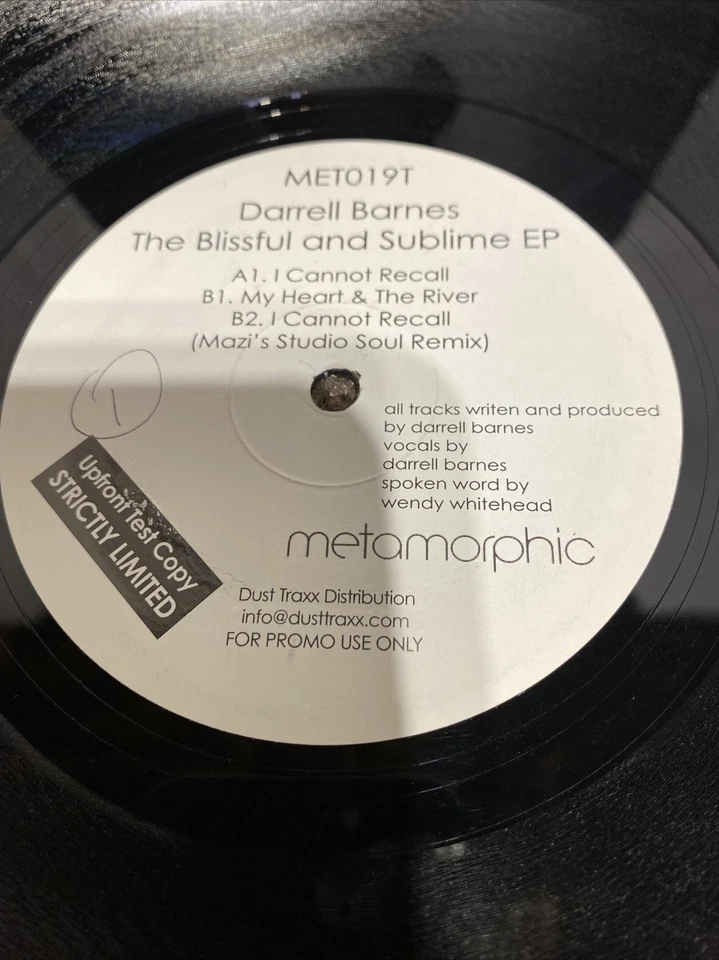 MET019T
Darrell Barnes
The Blissful and Sublime EP
A1. I Cannot Recall
B1. My Heart & The River
B2. I Cannot Recall
(Mazi's Studio Soul Remix)
1
all tracks writen and produced
by darrell barnes
vocals by
darrell barnes
spoken word by
wendy whitehead
metamorphic
Upfront Test Copy
STRICTLY LIMITED
Dust Traxx Distribution
info@dusttraxx.com
FOR PROMO USE ONLY